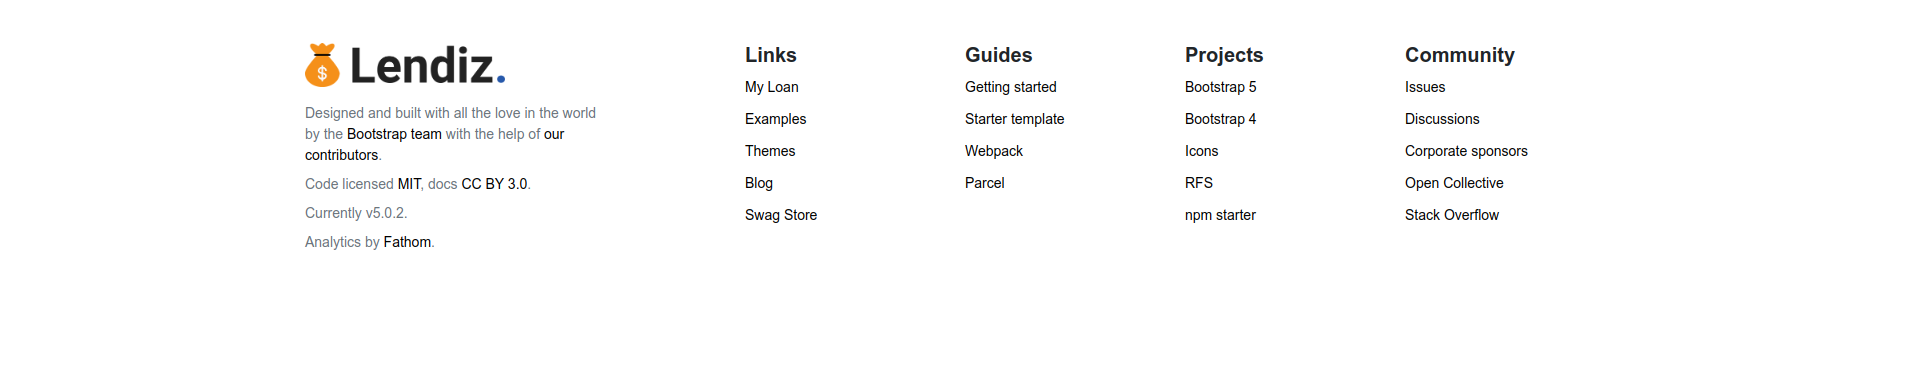 $ Lendiz.
Designed and built with all the love in the world
by the Bootstrap team with the help of our
contributors.
Code licensed MIT, docs CC BY 3.0.
Currently v5.0.2.
Analytics by Fathom.
Links
My Loan
Examples
Themes
Blog
Swag Store
Guides
Getting started
Starter template
Webpack
Parcel
Projects
Bootstrap 5
Bootstrap 4
Icons
RFS
npm starter
Community
Issues
Discussions
Corporate sponsors
Open Collective
Stack Overflow